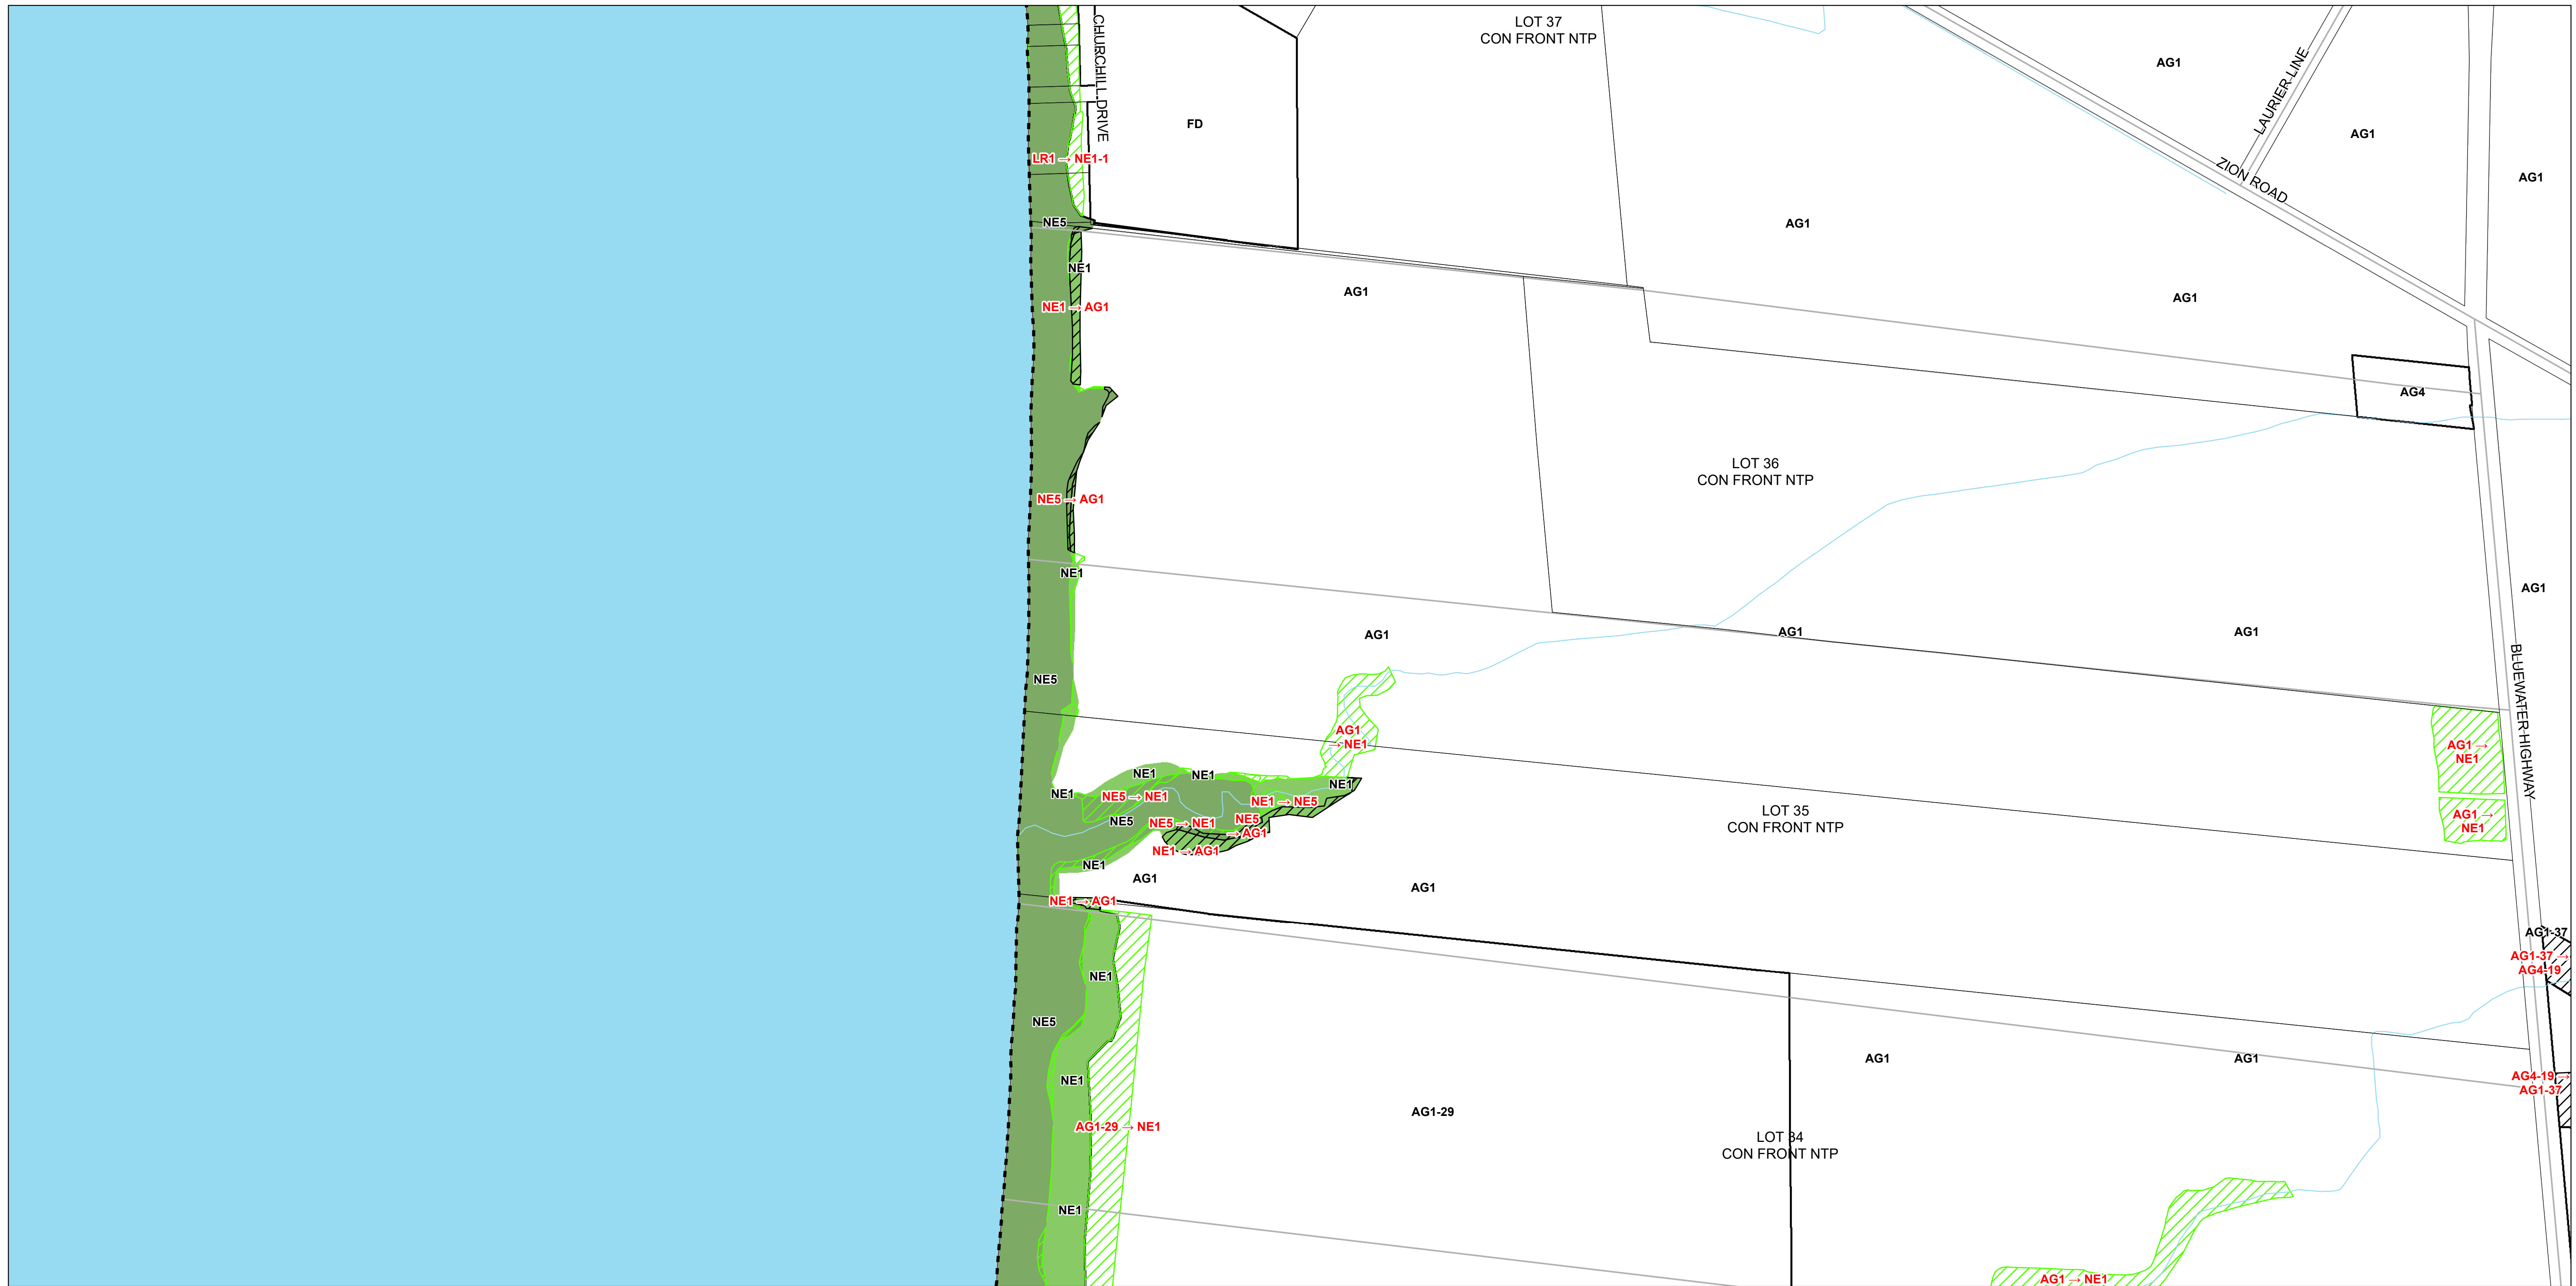 LOT 37
CON FRONT NTP
CHURCHILL DRIVE
AG1
LAURIER LINE
FD
AG1
LR1 → NE1-1
ZION ROAD
AG1
NE5
AG1
NE1
AG1
AG1
NE1 → AG1
AG4
LOT 36
CON FRONT NTP
NE5 → AG1
NE1
AG1
AG1
AG1
AG1
NE5
BLUEWATER HIGHWAY
AG1
→ NE1
AG1 →
NE1
NE1
NE1
NE1
NE1
NE5 → NE1
NE1 → NE5
LOT 35
CON FRONT NTP
AG1 →
NE1
NE5
NE5 → NE1
NE5
→ AG1
NE1 → AG1
NE1
AG1
AG1
NE1 → AG1
AG1-37
AG1-37 →
AG4-19
NE1
NE5
AG1
AG1
NE1
AG4-19 →
AG1-37
AG1-29
AG1-29 → NE1
LOT 34
CON FRONT NTP
NE1
AG1 → NE1